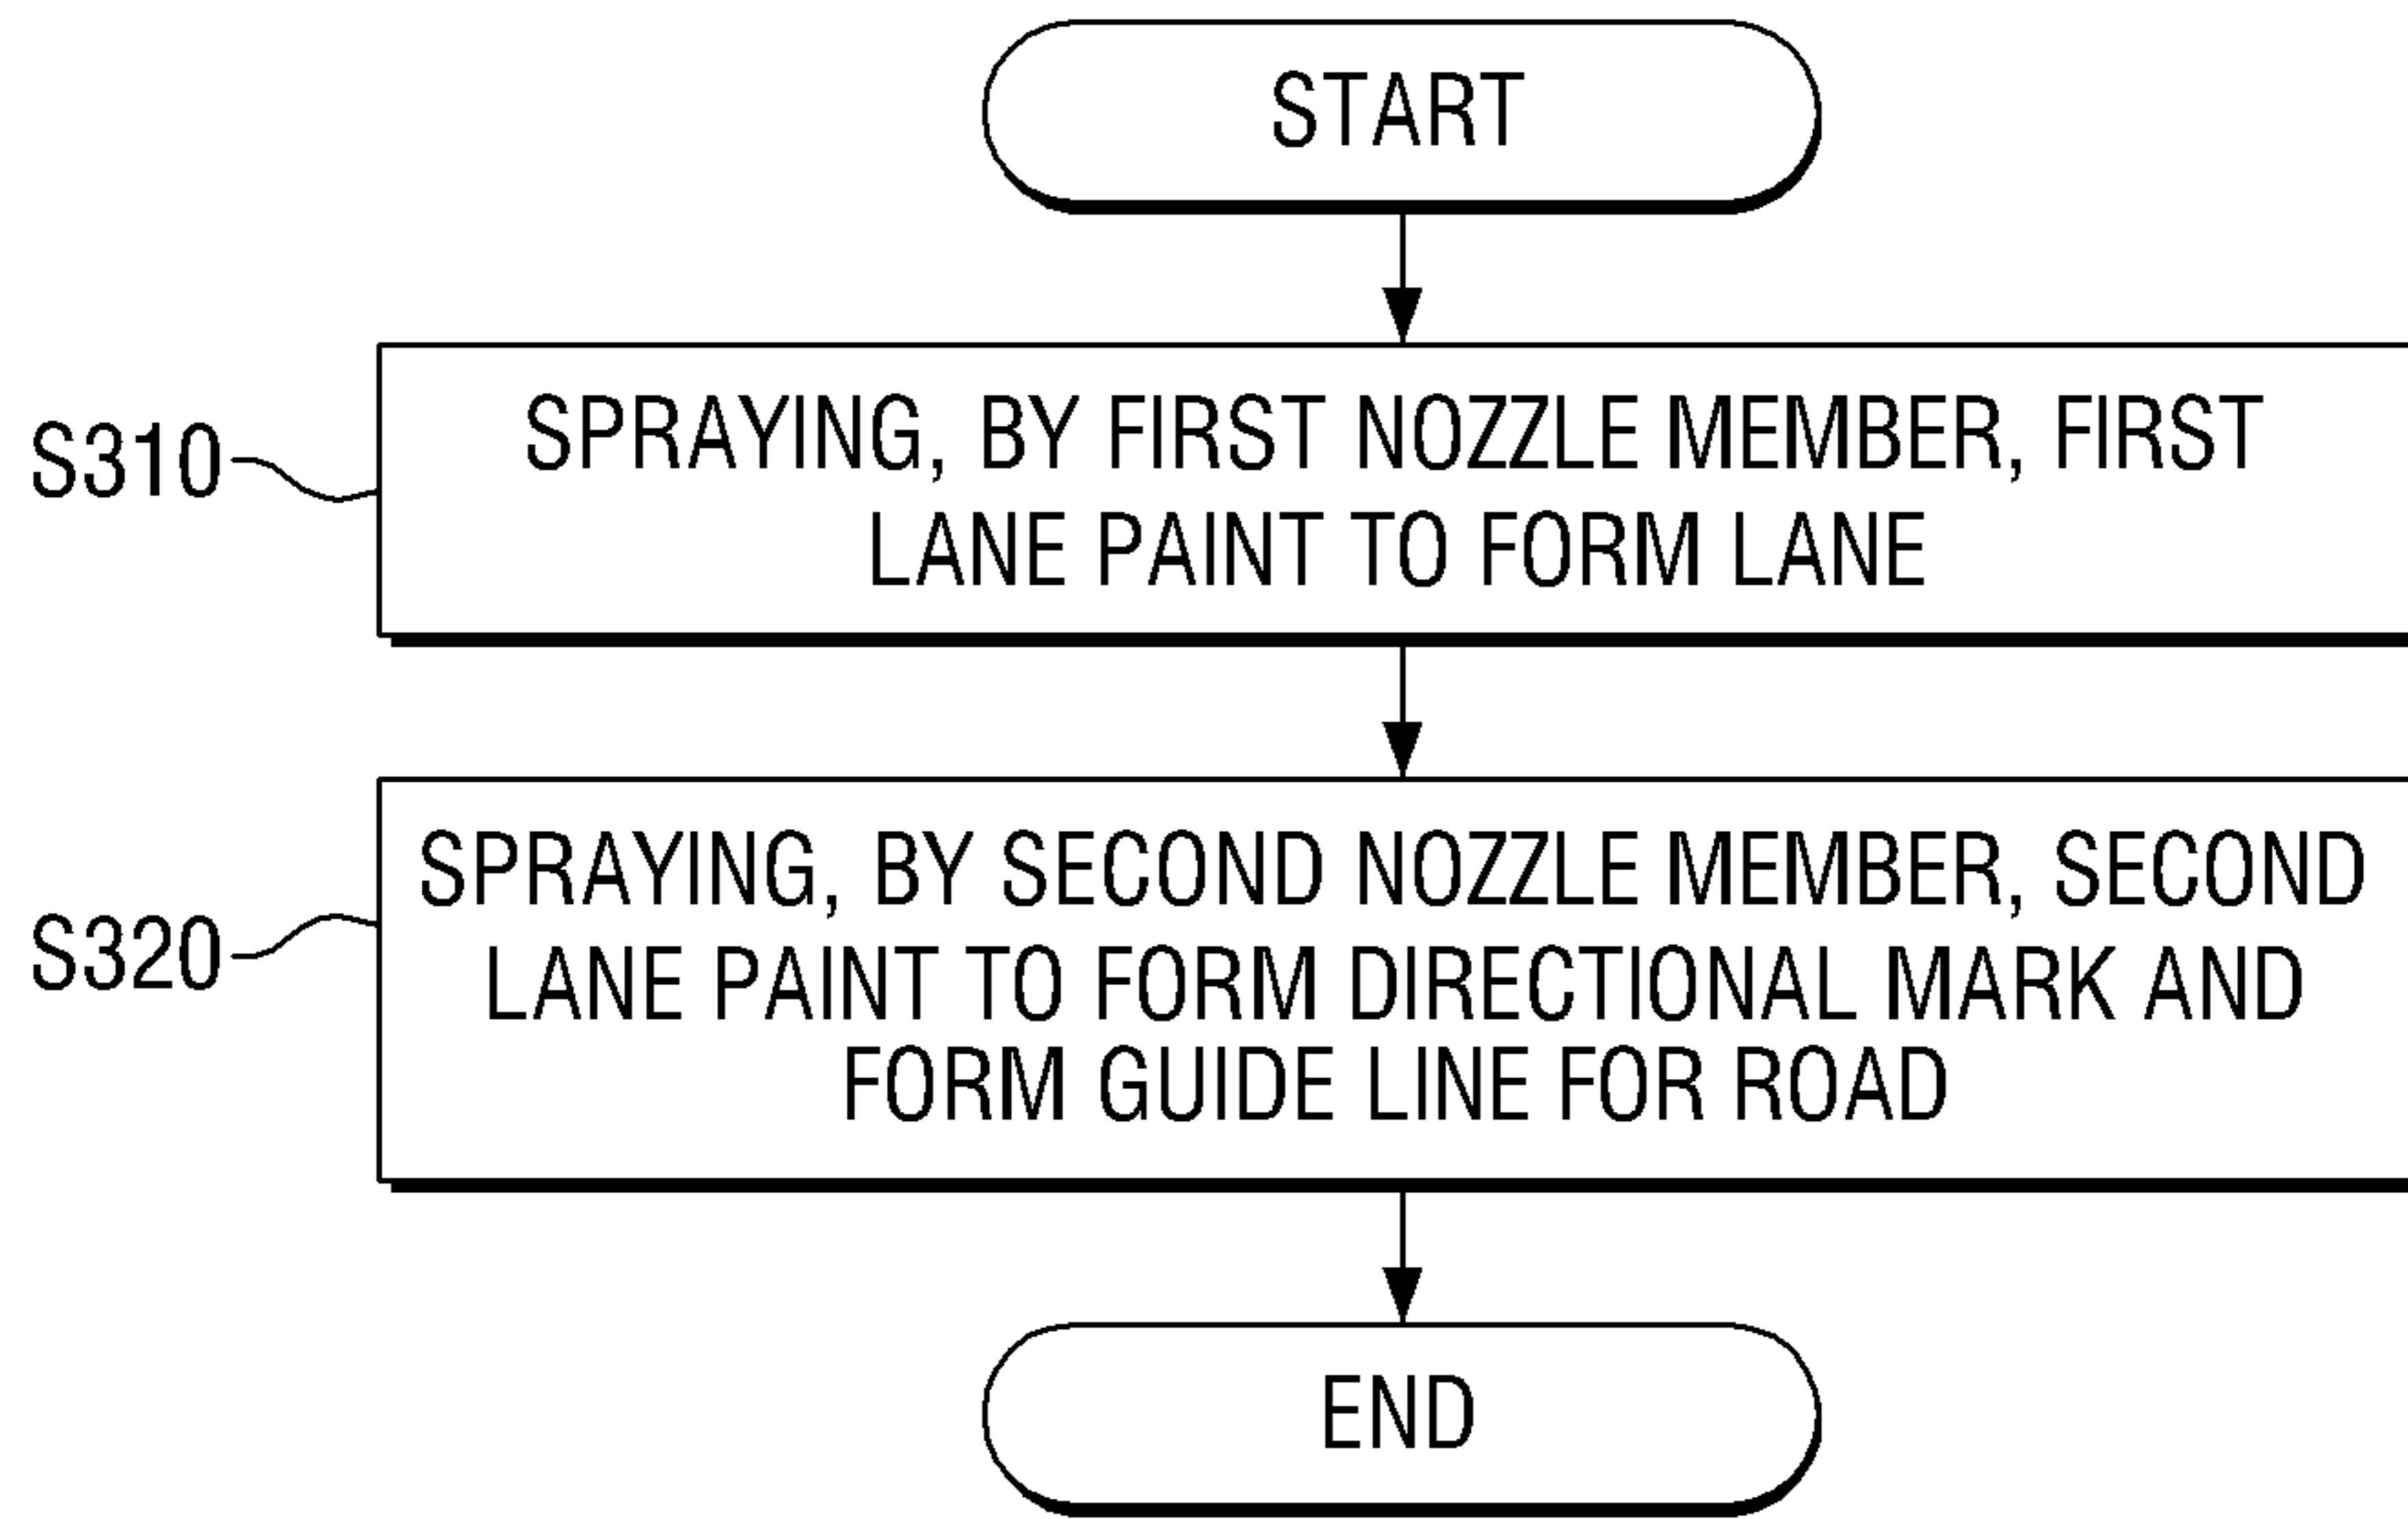 START
S310
SPRAYING, BY FIRST NOZZLE MEMBER, FIRST
LANE PAINT TO FORM LANE
S320
SPRAYING, BY SECOND NOZZLE MEMBER, SECOND
LANE PAINT TO FORM DIRECTIONAL MARK AND
FORM GUIDE LINE FOR ROAD
END